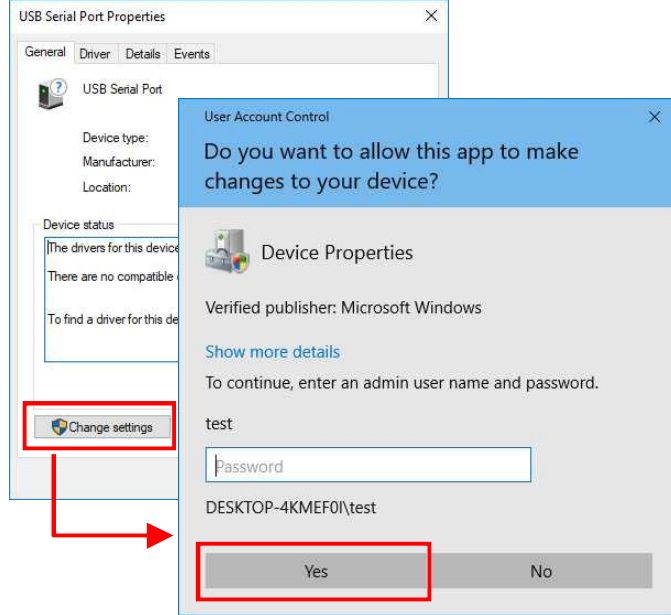 USB Serial Port Properties
General Driver Details Events
USB Serial Port
Device type:
Manufacturer:
Location:
Device status
The drivers for this device
There are no compatible
To find a driver for this de
Change settings
User Account Control
Do you want to allow this app to make
changes to your device?
Device Properties
Verified publisher: Microsoft Windows
Show more details
To continue, enter an admin user name and password.
test
Password
DESKTOP-4KMEF0I\test
Yes No